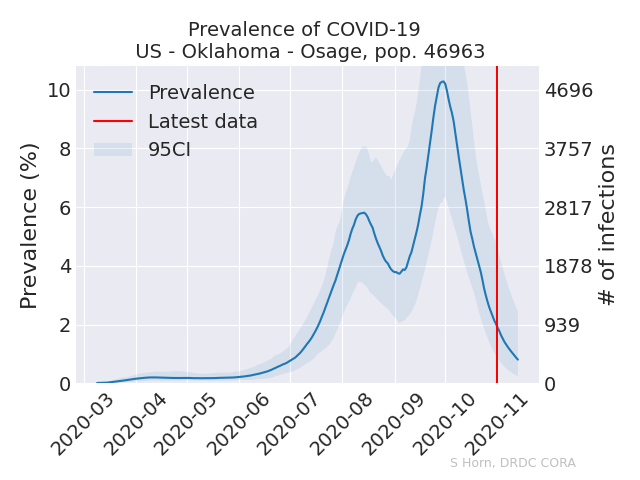 Prevalence of COVID-19
US - Oklahoma - Osage, pop. 46963
Prevalence (%)
10
8
6
4
2
0
Prevalence
Latest data
95CI
4696
3757
2817
1878
939
0
# of infections
2020-03
2020-04
2020-05
2020-06
2020-07
2020-08
2020-09
2020-10
2020-11
S Horn, DRDC CORA